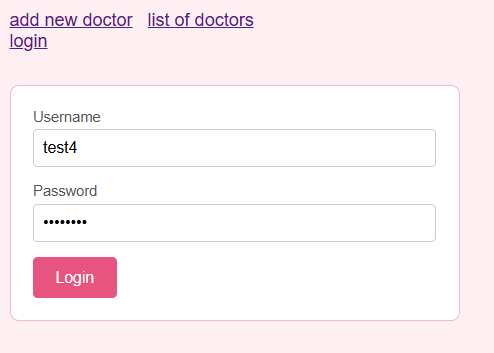 add new doctor list of doctors
login
Username
test4
Password
••••••••
Login